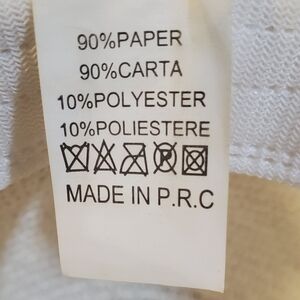 90%PAPER
90%CARTA
10%POLYESTER
10%POLIESTERE
MADE IN P.R.C